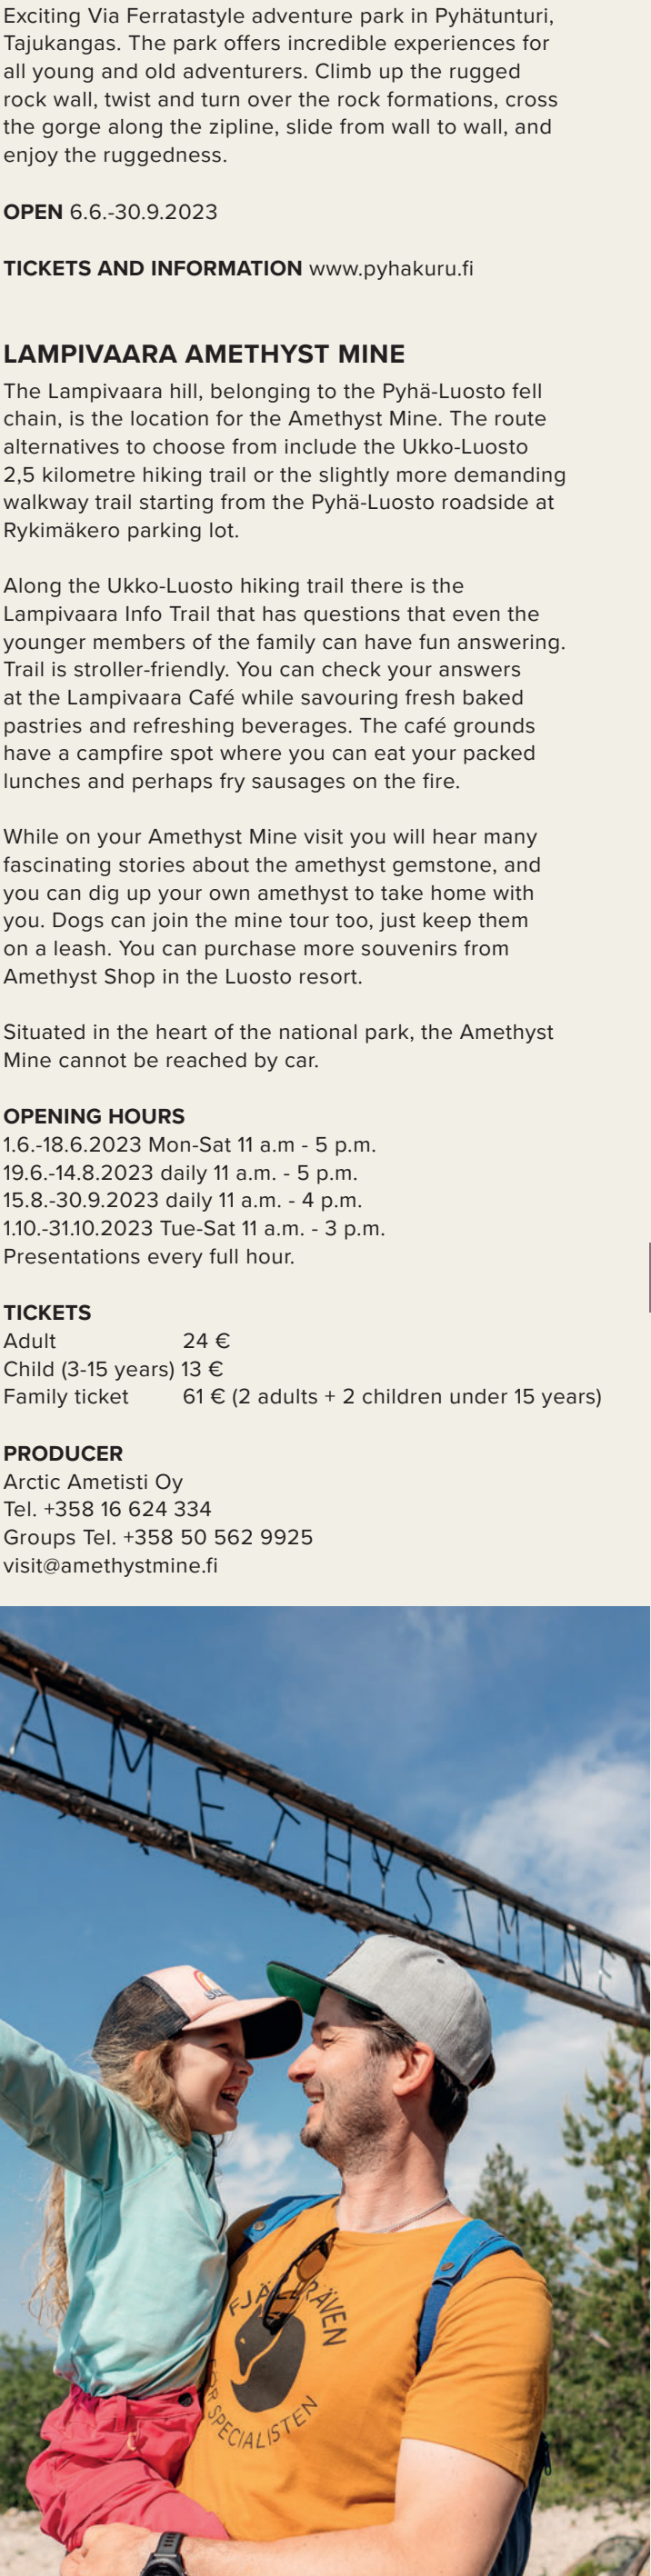 Exciting Via Ferratastyle adventure park in Pyhätunturi,
Tajukangas. The park offers incredible experiences for
all young and old adventurers. Climb up the rugged
rock wall, twist and turn over the rock formations, cross
the gorge along the zipline, slide from wall to wall, and
enjoy the ruggedness.
OPEN 6.6.-30.9.2023
TICKETS AND INFORMATION www.pyhakuru.fi
LAMPIVAARA AMETHYST MINE
The Lampivaara hill, belonging to the Pyhä-Luosto fell
chain, is the location for the Amethyst Mine. The route
alternatives to choose from include the Ukko-Luosto
2,5 kilometre hiking trail or the slightly more demanding
walkway trail starting from the Pyhä-Luosto roadside at
Rykimäkero parking lot.
Along the Ukko-Luosto hiking trail there is the
Lampivaara Info Trail that has questions that even the
younger members of the family can have fun answering.
Trail is stroller-friendly. You can check your answers
at the Lampivaara Café while savouring fresh baked
pastries and refreshing beverages. The café grounds
have a campfire spot where you can eat your packed
lunches and perhaps fry sausages on the fire.
While on your Amethyst Mine visit you will hear many
fascinating stories about the amethyst gemstone, and
you can dig up your own amethyst to take home with
you. Dogs can join the mine tour too, just keep them
on a leash. You can purchase more souvenirs from
Amethyst Shop in the Luosto resort.
Situated in the heart of the national park, the Amethyst
Mine cannot be reached by car.
OPENING HOURS
1.6.-18.6.2023 Mon-Sat 11 a.m - 5 p.m.
19.6.-14.8.2023 daily 11 a.m. - 5 p.m.
15.8.-30.9.2023 daily 11 a.m. - 4 p.m.
1.10.-31.10.2023 Tue-Sat 11 a.m. - 3 p.m.
Presentations every full hour.
TICKETS
Adult 24 €
Child (3-15 years) 13 €
Family ticket 61 € (2 adults + 2 children under 15 years)
PRODUCER
Arctic Ametisti Oy
Tel. +358 16 624 334
Groups Tel. +358 50 562 9925
visit@amethystmine.fi
AMETHYST MINE
FJÄLLRÄVEN
SPECIALISTEN